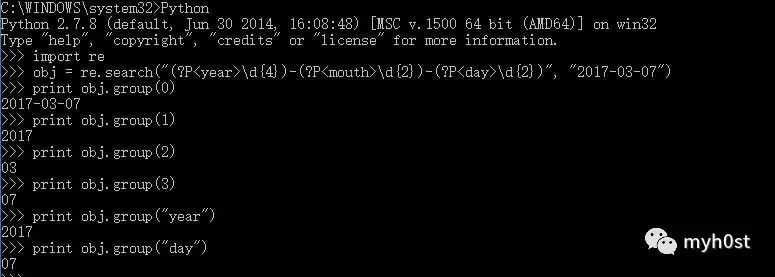 C:\WINDOWS\system32>Python
Python 2.7.8 (default, Jun 30 2014, 16:08:48) [MSC v.1500 64 bit (AMD64)] on win32
Type "help", "copyright", "credits" or "license" for more information.
>>> import re
>>> obj = re.search("(?P<year>\d{4})-(?P<mouth>\d{2})-(?P<day>\d{2})", "2017-03-07")
>>> print obj.group(0)
2017-03-07
>>> print obj.group(1)
2017
>>> print obj.group(2)
03
>>> print obj.group(3)
07
>>> print obj.group("year")
2017
>>> print obj.group("day")
07
>>>
myh0st